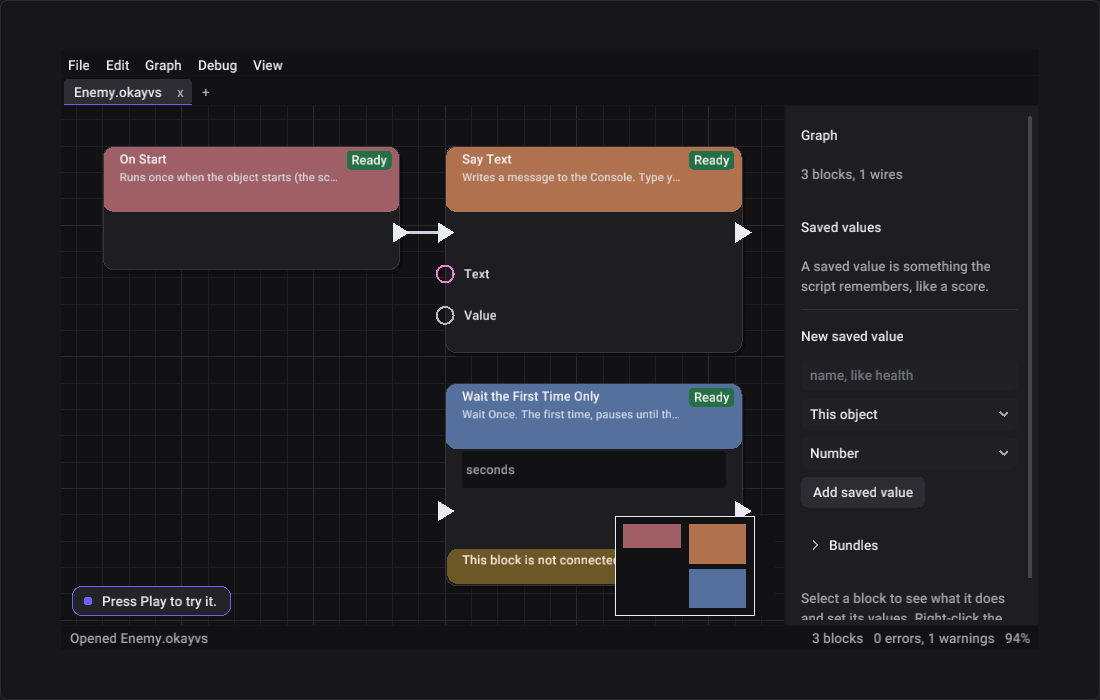 File Edit Graph Debug View
Enemy.okayvs x +
On Start Ready
Runs once when the object starts (the sc...
Say Text Ready
Writes a message to the Console. Type y...
Text
Value
Wait the First Time Only Ready
Wait Once. The first time, pauses until th...
seconds
This block is not connected
Press Play to try it.
Graph
3 blocks, 1 wires
Saved values
A saved value is something the
script remembers, like a score.
New saved value
name, like health
This object
Number
Add saved value
Bundles
Select a block to see what it does
and set its values. Right-click the
Opened Enemy.okayvs
3 blocks 0 errors, 1 warnings 94%